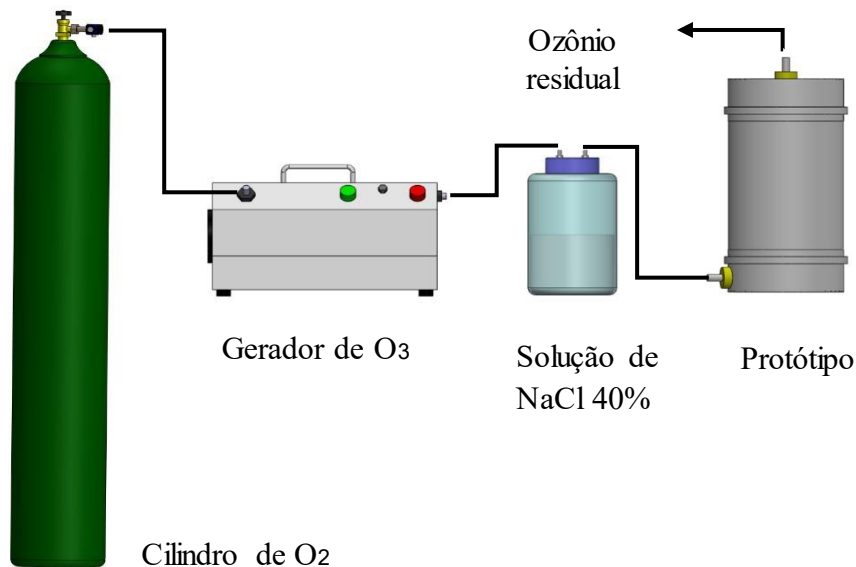 Ozônio
residual
Gerador de O3
Solução de
NaCl 40%
Protótipo
Cilindro de O2